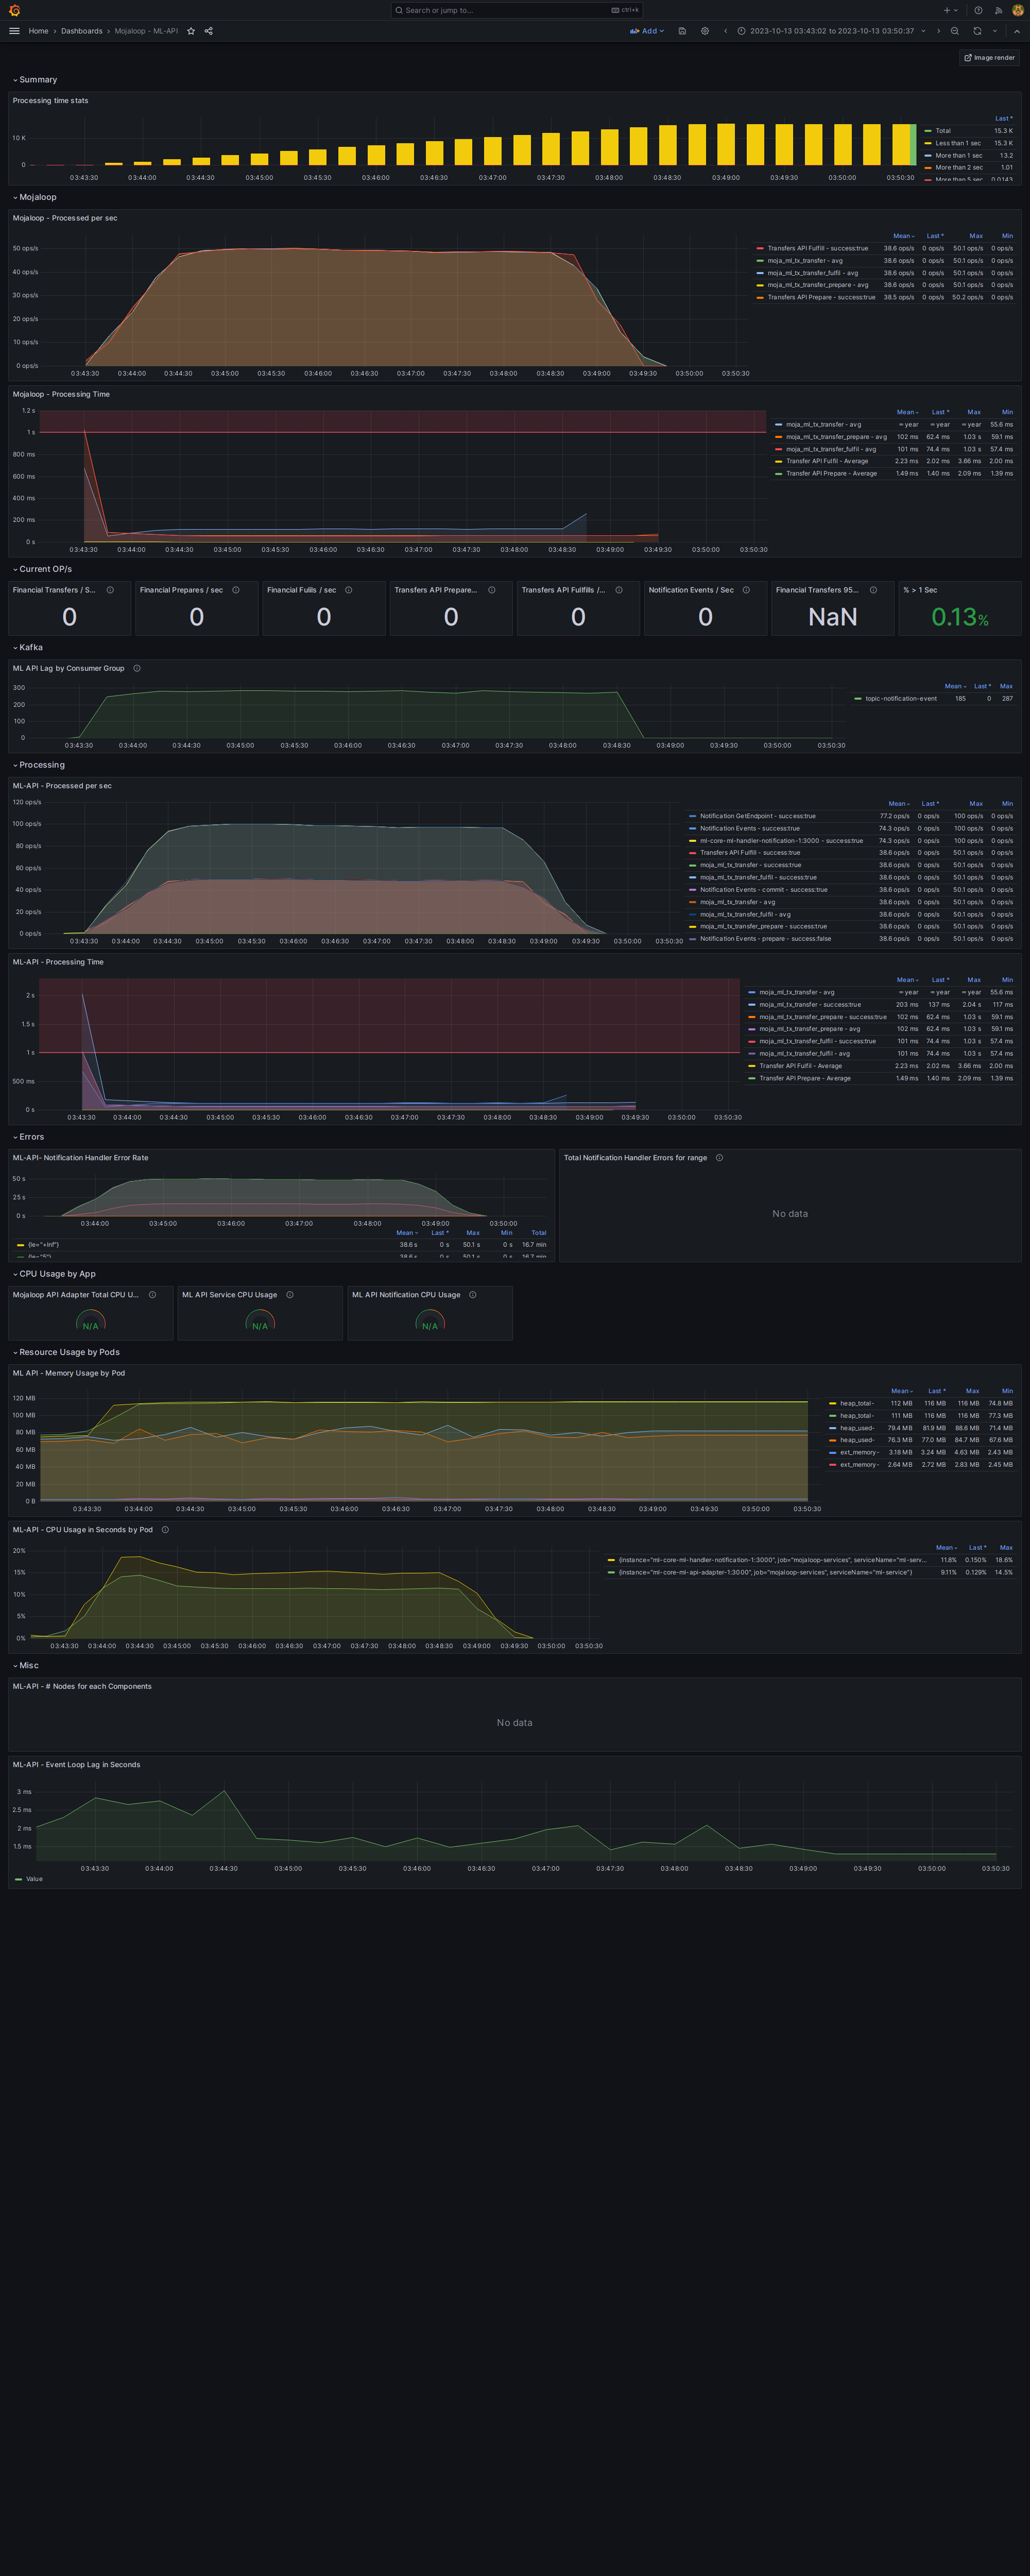 Search or jump to...
ctrl+k
Home › Dashboards › Mojaloop - ML-API
Add
2023-10-13 03:43:02 to 2023-10-13 03:50:37
Image render
Summary
Processing time stats
10 K
0
03:43:30 03:44:00 03:44:30 03:45:00 03:45:30 03:46:00 03:46:30 03:47:00 03:47:30 03:48:00 03:48:30 03:49:00 03:49:30 03:50:00 03:50:30
Last *
Total 15.3 K
Less than 1 sec 15.3 K
More than 1 sec 13.2
More than 2 sec 1.01
More than 5 sec 0.0143
Mojaloop
Mojaloop - Processed per sec
50 ops/s
40 ops/s
30 ops/s
20 ops/s
10 ops/s
0 ops/s
03:43:30 03:44:00 03:44:30 03:45:00 03:45:30 03:46:00 03:46:30 03:47:00 03:47:30 03:48:00 03:48:30 03:49:00 03:49:30 03:50:00 03:50:30
Mean Last * Max Min
Transfers API Fulfill - success:true 38.6 ops/s 0 ops/s 50.1 ops/s 0 ops/s
moja_ml_tx_transfer - avg 38.6 ops/s 0 ops/s 50.1 ops/s 0 ops/s
moja_ml_tx_transfer_fulfil - avg 38.6 ops/s 0 ops/s 50.1 ops/s 0 ops/s
moja_ml_tx_transfer_prepare - avg 38.6 ops/s 0 ops/s 50.1 ops/s 0 ops/s
Transfers API Prepare - success:true 38.5 ops/s 0 ops/s 50.2 ops/s 0 ops/s
Mojaloop - Processing Time
1.2 s
1 s
800 ms
600 ms
400 ms
200 ms
0 s
03:43:30 03:44:00 03:44:30 03:45:00 03:45:30 03:46:00 03:46:30 03:47:00 03:47:30 03:48:00 03:48:30 03:49:00 03:49:30 03:50:00 03:50:30
Mean Last * Max Min
moja_ml_tx_transfer - avg ∞ year ∞ year ∞ year 55.6 ms
moja_ml_tx_transfer_prepare - avg 102 ms 62.4 ms 1.03 s 59.1 ms
moja_ml_tx_transfer_fulfil - avg 101 ms 74.4 ms 1.03 s 57.4 ms
Transfer API Fulfil - Average 2.23 ms 2.02 ms 3.66 ms 2.00 ms
Transfer API Prepare - Average 1.49 ms 1.40 ms 2.09 ms 1.39 ms
Current OP/s
Financial Transfers / S...
0
Financial Prepares / sec
0
Financial Fulils / sec
0
Transfers API Prepare...
0
Transfers API Fullfills /...
0
Notification Events / Sec
0
Financial Transfers 95...
NaN
% > 1 Sec
0.13%
Kafka
ML API Lag by Consumer Group
300
200
100
0
03:43:30 03:44:00 03:44:30 03:45:00 03:45:30 03:46:00 03:46:30 03:47:00 03:47:30 03:48:00 03:48:30 03:49:00 03:49:30 03:50:00 03:50:30
Mean Last * Max
topic-notification-event 185 0 287
Processing
ML-API - Processed per sec
120 ops/s
100 ops/s
80 ops/s
60 ops/s
40 ops/s
20 ops/s
0 ops/s
03:43:30 03:44:00 03:44:30 03:45:00 03:45:30 03:46:00 03:46:30 03:47:00 03:47:30 03:48:00 03:48:30 03:49:00 03:49:30 03:50:00 03:50:30
Mean Last * Max Min
Notification GetEndpoint - success:true 77.2 ops/s 0 ops/s 100 ops/s 0 ops/s
Notification Events - success:true 74.3 ops/s 0 ops/s 100 ops/s 0 ops/s
ml-core-ml-handler-notification-1:3000 - success:true 74.3 ops/s 0 ops/s 100 ops/s 0 ops/s
Transfers API Fulfill - success:true 38.6 ops/s 0 ops/s 50.1 ops/s 0 ops/s
moja_ml_tx_transfer - success:true 38.6 ops/s 0 ops/s 50.1 ops/s 0 ops/s
moja_ml_tx_transfer_fulfil - success:true 38.6 ops/s 0 ops/s 50.1 ops/s 0 ops/s
Notification Events - commit - success:true 38.6 ops/s 0 ops/s 50.1 ops/s 0 ops/s
moja_ml_tx_transfer - avg 38.6 ops/s 0 ops/s 50.1 ops/s 0 ops/s
moja_ml_tx_transfer_fulfil - avg 38.6 ops/s 0 ops/s 50.1 ops/s 0 ops/s
moja_ml_tx_transfer_prepare - success:true 38.6 ops/s 0 ops/s 50.1 ops/s 0 ops/s
Notification Events - prepare - success:false 38.6 ops/s 0 ops/s 50.1 ops/s 0 ops/s
ML-API - Processing Time
2 s
1.5 s
1 s
500 ms
0 s
03:43:30 03:44:00 03:44:30 03:45:00 03:45:30 03:46:00 03:46:30 03:47:00 03:47:30 03:48:00 03:48:30 03:49:00 03:49:30 03:50:00 03:50:30
Mean Last * Max Min
moja_ml_tx_transfer - avg ∞ year ∞ year ∞ year 55.6 ms
moja_ml_tx_transfer - success:true 203 ms 137 ms 2.04 s 117 ms
moja_ml_tx_transfer_prepare - success:true 102 ms 62.4 ms 1.03 s 59.1 ms
moja_ml_tx_transfer_prepare - avg 102 ms 62.4 ms 1.03 s 59.1 ms
moja_ml_tx_transfer_fulfil - success:true 101 ms 74.4 ms 1.03 s 57.4 ms
moja_ml_tx_transfer_fulfil - avg 101 ms 74.4 ms 1.03 s 57.4 ms
Transfer API Fulfil - Average 2.23 ms 2.02 ms 3.66 ms 2.00 ms
Transfer API Prepare - Average 1.49 ms 1.40 ms 2.09 ms 1.39 ms
Errors
ML-API- Notification Handler Error Rate
50 s
25 s
0 s
03:44:00 03:45:00 03:46:00 03:47:00 03:48:00 03:49:00 03:50:00
Mean Last * Max Min Total
{le="+Inf"} 38.6 s 0 s 50.1 s 0 s 16.7 min
{le="5"} 38.6 s 0 s 50.1 s 0 s 16.7 min
Total Notification Handler Errors for range
No data
CPU Usage by App
Mojaloop API Adapter Total CPU U...
N/A
ML API Service CPU Usage
N/A
ML API Notification CPU Usage
N/A
Resource Usage by Pods
ML API - Memory Usage by Pod
120 MB
100 MB
80 MB
60 MB
40 MB
20 MB
0 B
03:43:30 03:44:00 03:44:30 03:45:00 03:45:30 03:46:00 03:46:30 03:47:00 03:47:30 03:48:00 03:48:30 03:49:00 03:49:30 03:50:00 03:50:30
Mean Last * Max Min
heap_total- 112 MB 116 MB 116 MB 74.8 MB
heap_total- 111 MB 116 MB 116 MB 77.3 MB
heap_used- 79.4 MB 81.9 MB 88.6 MB 71.4 MB
heap_used- 76.3 MB 77.0 MB 84.7 MB 67.6 MB
ext_memory- 3.18 MB 3.24 MB 4.63 MB 2.43 MB
ext_memory- 2.64 MB 2.72 MB 2.83 MB 2.45 MB
ML-API - CPU Usage in Seconds by Pod
20%
15%
10%
5%
0%
03:43:30 03:44:00 03:44:30 03:45:00 03:45:30 03:46:00 03:46:30 03:47:00 03:47:30 03:48:00 03:48:30 03:49:00 03:49:30 03:50:00 03:50:30
Mean Last * Max
{instance="ml-core-ml-handler-notification-1:3000", job="mojaloop-services", serviceName="ml-serv... 11.8% 0.150% 18.6%
{instance="ml-core-ml-api-adapter-1:3000", job="mojaloop-services", serviceName="ml-service"} 9.11% 0.129% 14.5%
Misc
ML-API - # Nodes for each Components
No data
ML-API - Event Loop Lag in Seconds
3 ms
2.5 ms
2 ms
1.5 ms
03:43:30 03:44:00 03:44:30 03:45:00 03:45:30 03:46:00 03:46:30 03:47:00 03:47:30 03:48:00 03:48:30 03:49:00 03:49:30 03:50:00 03:50:30
Value